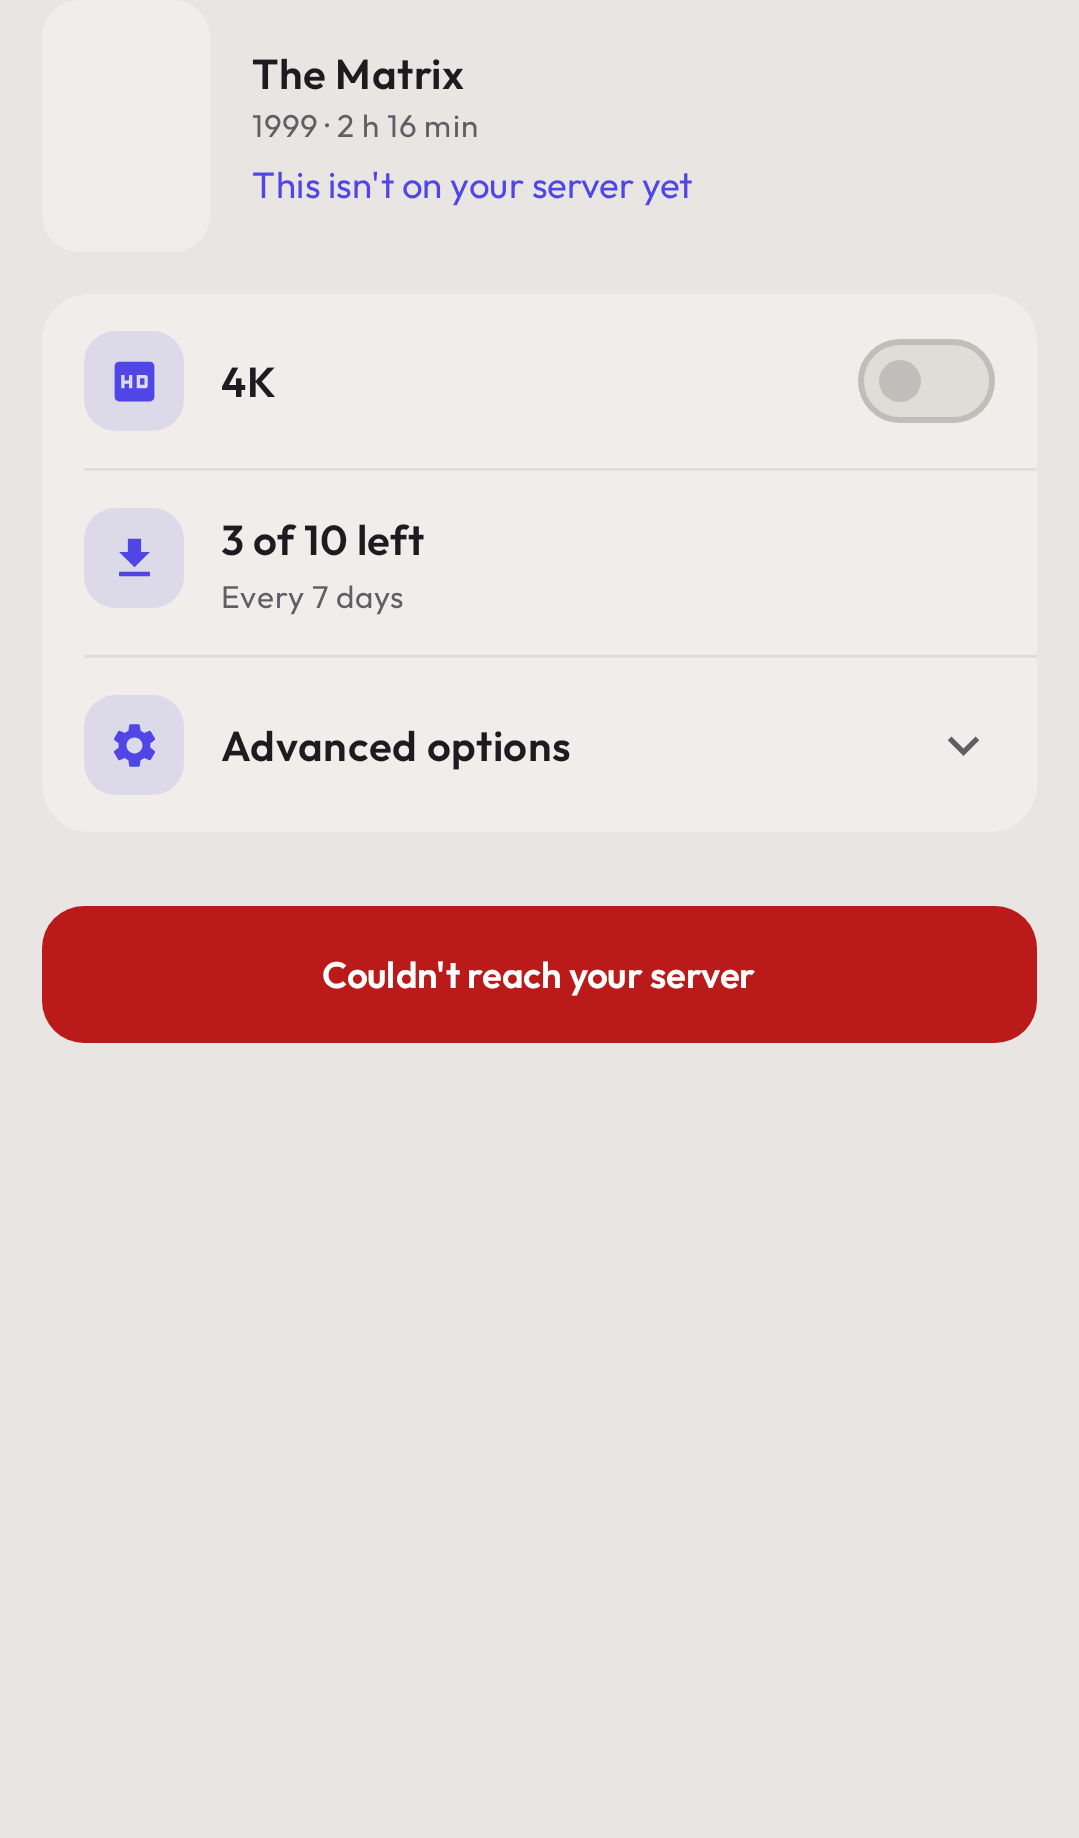 The Matrix
1999 · 2 h 16 min
This isn't on your server yet
HD
4K
3 of 10 left
Every 7 days
Advanced options
Couldn't reach your server